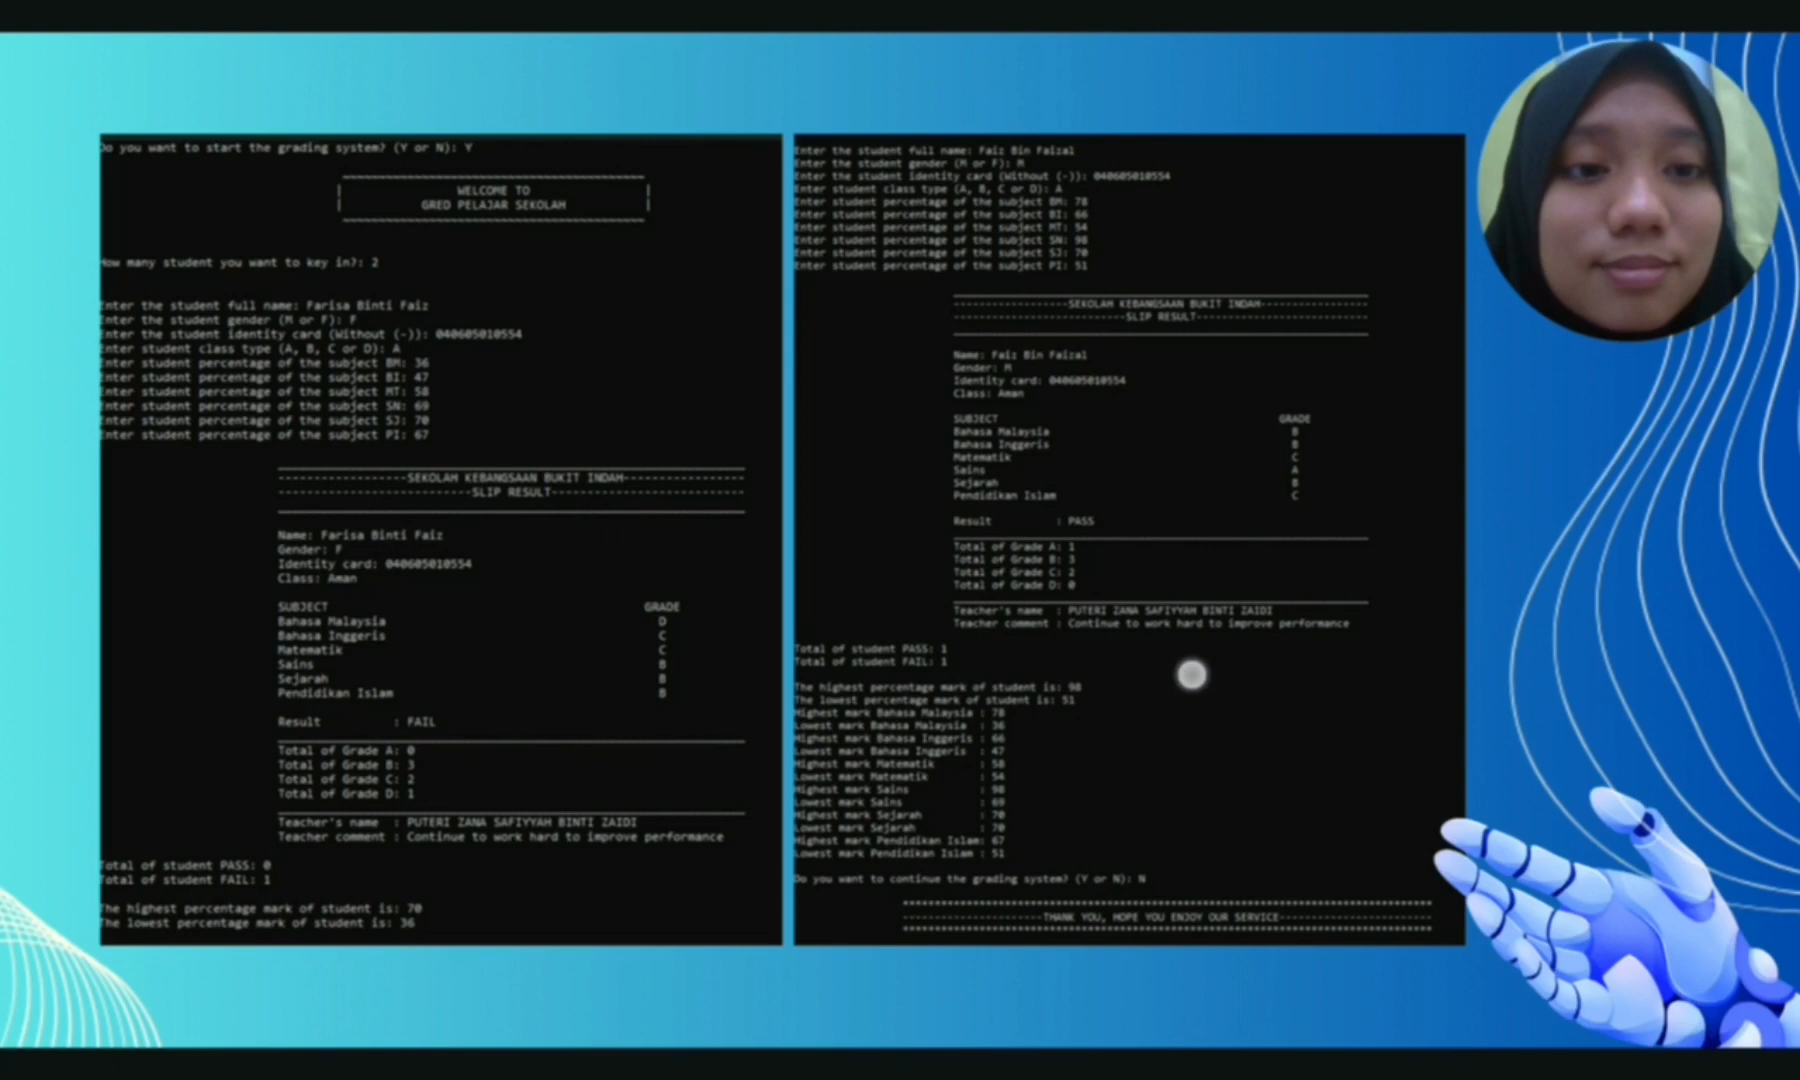 Do you want to start the grading system? (Y or N): Y
WELCOME TO
GRED PELAJAR SEKOLAH
How many student you want to key in?: 2
Enter the student full name: Farisa Binti Faiz
Enter the student gender (M or F): F
Enter the student identity card (Without (-)): 040605010554
Enter student class type (A, B, C or D): A
Enter student percentage of the subject BM: 36
Enter student percentage of the subject BI: 47
Enter student percentage of the subject MT: 58
Enter student percentage of the subject SN: 69
Enter student percentage of the subject SJ: 70
Enter student percentage of the subject PI: 67
------------------SEKOLAH KEBANGSAAN BUKIT INDAH-----------------
---------------------------SLIP RESULT---------------------------
Name: Farisa Binti Faiz
Gender: F
Identity card: 040605010554
Class: Aman
SUBJECT GRADE
Bahasa Malaysia D
Bahasa Inggeris C
Matematik C
Sains B
Sejarah B
Pendidikan Islam B
Result : FAIL
Total of Grade A: 0
Total of Grade B: 3
Total of Grade C: 2
Total of Grade D: 1
Teacher's name : PUTERI ZANA SAFIYYAH BINTI ZAIDI
Teacher comment : Continue to work hard to improve performance
Total of student PASS: 0
Total of student FAIL: 1
The highest percentage mark of student is: 70
The lowest percentage mark of student is: 36
Enter the student full name: Faiz Bin Faizal
Enter the student gender (M or F): M
Enter the student identity card (Without (-)): 040605010554
Enter student class type (A, B, C or D): A
Enter student percentage of the subject BM: 78
Enter student percentage of the subject BI: 66
Enter student percentage of the subject MT: 54
Enter student percentage of the subject SN: 98
Enter student percentage of the subject SJ: 70
Enter student percentage of the subject PI: 51
------------------SEKOLAH KEBANGSAAN BUKIT INDAH-----------------
---------------------------SLIP RESULT---------------------------
Name: Faiz Bin Faizal
Gender: M
Identity card: 040605010554
Class: Aman
SUBJECT GRADE
Bahasa Malaysia B
Bahasa Inggeris B
Matematik C
Sains A
Sejarah B
Pendidikan Islam C
Result : PASS
Total of Grade A: 1
Total of Grade B: 3
Total of Grade C: 2
Total of Grade D: 0
Teacher's name : PUTERI ZANA SAFIYYAH BINTI ZAIDI
Teacher comment : Continue to work hard to improve performance
Total of student PASS: 1
Total of student FAIL: 1
The highest percentage mark of student is: 98
The lowest percentage mark of student is: 51
Highest mark Bahasa Malaysia : 78
Lowest mark Bahasa Malaysia : 36
Highest mark Bahasa Inggeris : 66
Lowest mark Bahasa Inggeris : 47
Highest mark Matematik : 58
Lowest mark Matematik : 54
Highest mark Sains : 98
Lowest mark Sains : 69
Highest mark Sejarah : 70
Lowest mark Sejarah : 70
Highest mark Pendidikan Islam: 67
Lowest mark Pendidikan Islam : 51
Do you want to continue the grading system? (Y or N): N
----------------------THANK YOU, HOPE YOU ENJOY OUR SERVICE------------------------